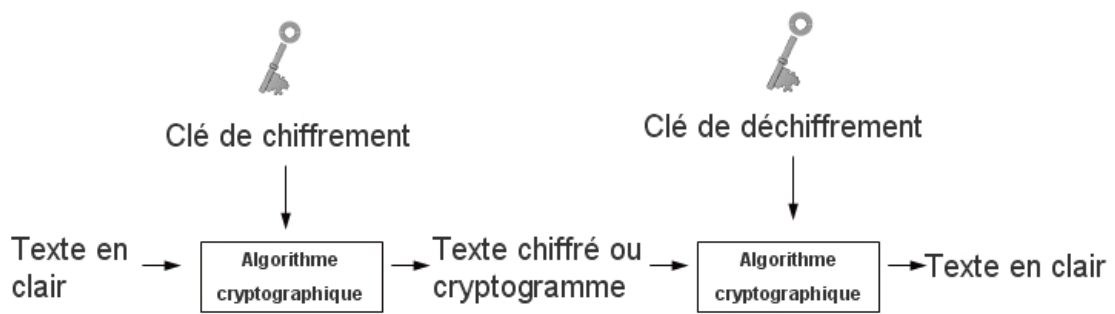 Clé de chiffrement
Clé de déchiffrement
Texte en
clair
Algorithme
cryptographique
Texte chiffré ou
cryptogramme
Algorithme
cryptographique
Texte en clair